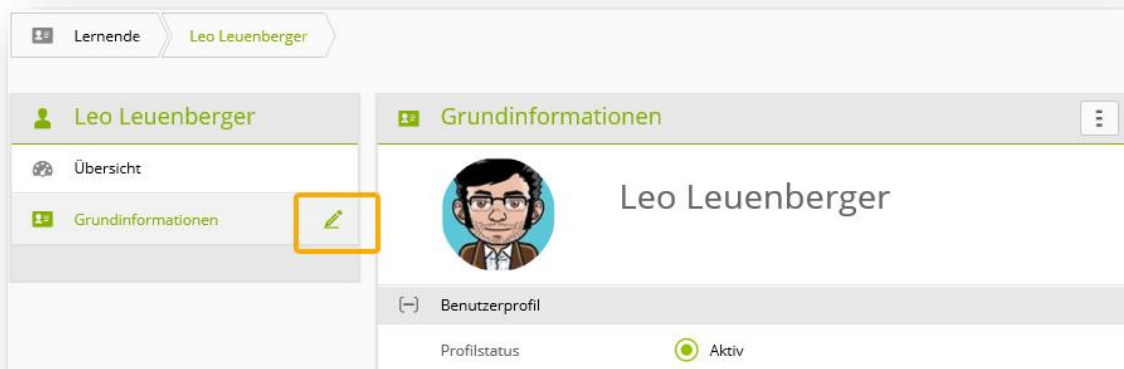 Lernende
Leo Leuenberger
Leo Leuenberger
Übersicht
Grundinformationen
Grundinformationen
Leo Leuenberger
Benutzerprofil
Profilstatus Aktiv